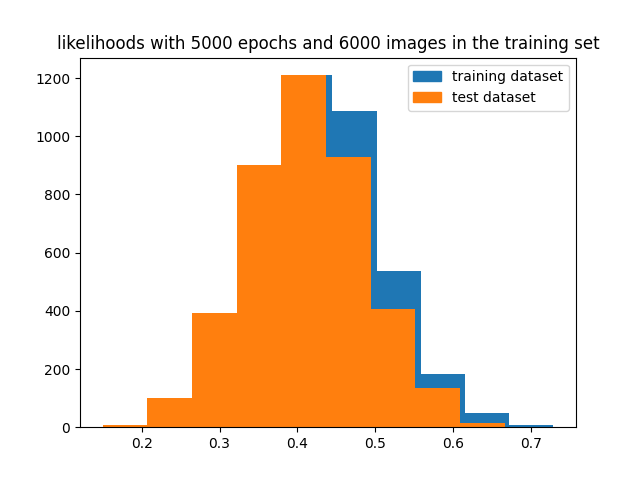 likelihoods with 5000 epochs and 6000 images in the training set
training dataset
test dataset
1200
1000
800
600
400
200
0
0.2 0.3 0.4 0.5 0.6 0.7